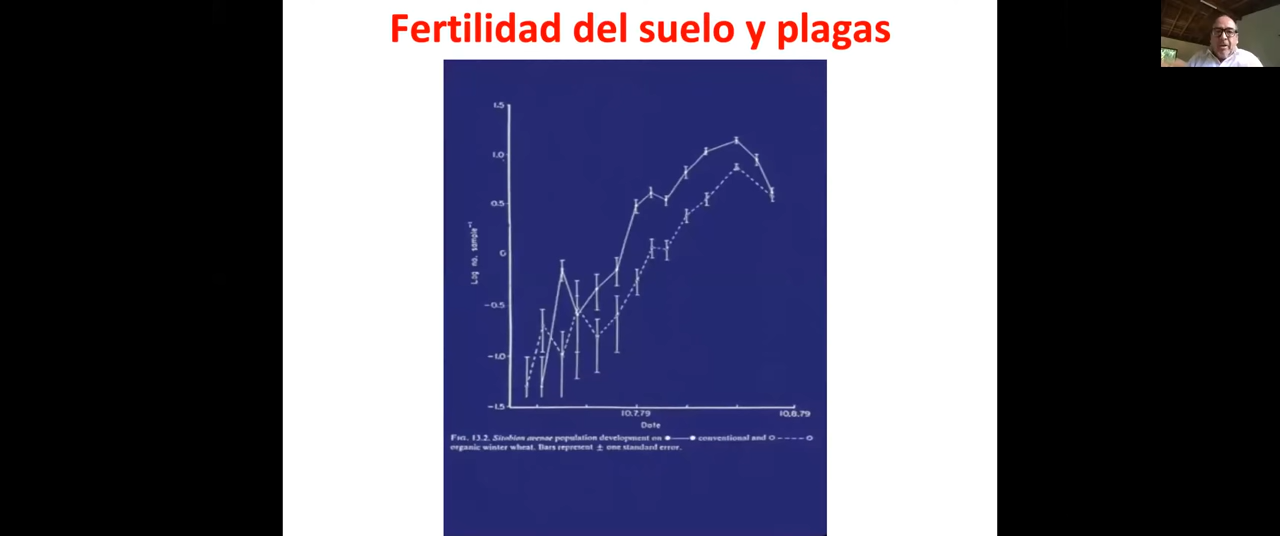 Fertilidad del suelo y plagas
1.5
1.0
0.5
0
-0.5
-1.0
-1.5
Log no. sample⁻¹
10.7.79
10.8.79
Date
FIG. 13.2. Sitobion avenae population development on ●——● conventional and ○----○
organic winter wheat. Bars represent ± one standard error.